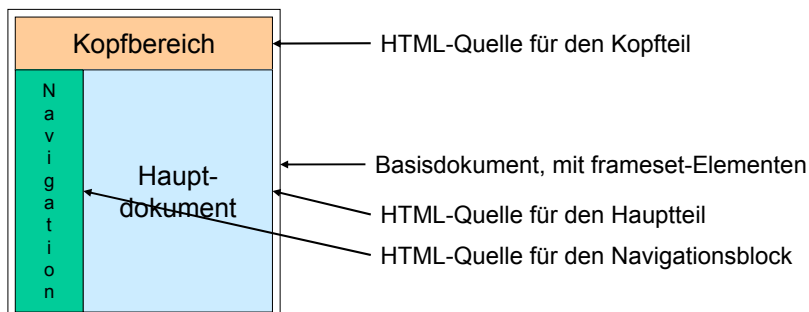 Kopfbereich
HTML-Quelle für den Kopfteil
Navigation
Haupt-
dokument
Basisdokument, mit frameset-Elementen
HTML-Quelle für den Hauptteil
HTML-Quelle für den Navigationsblock